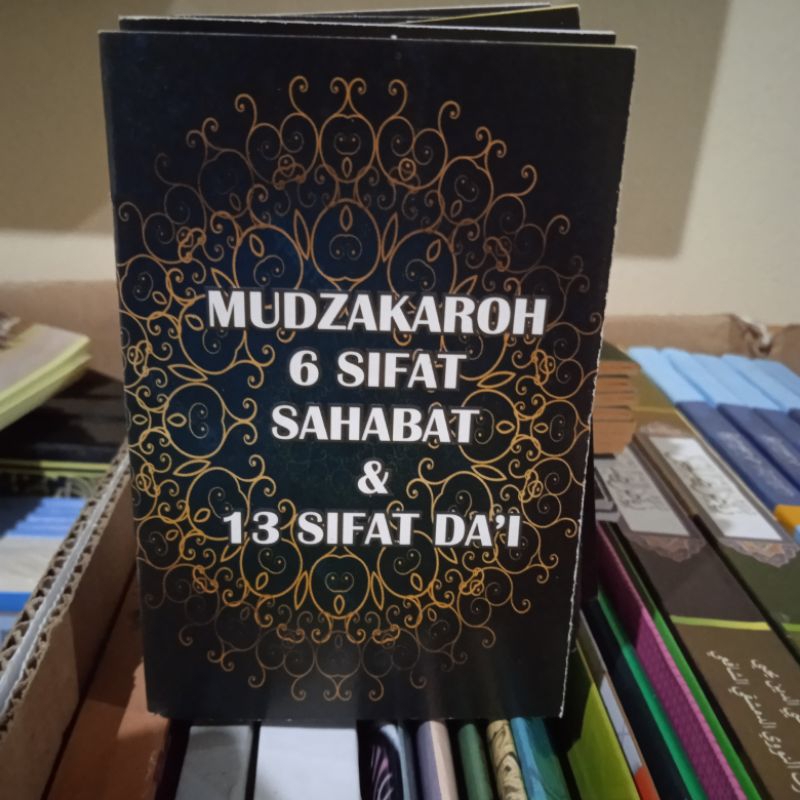 MUDZAKAROH
6 SIFAT
SAHABAT
&
13 SIFAT DA'I